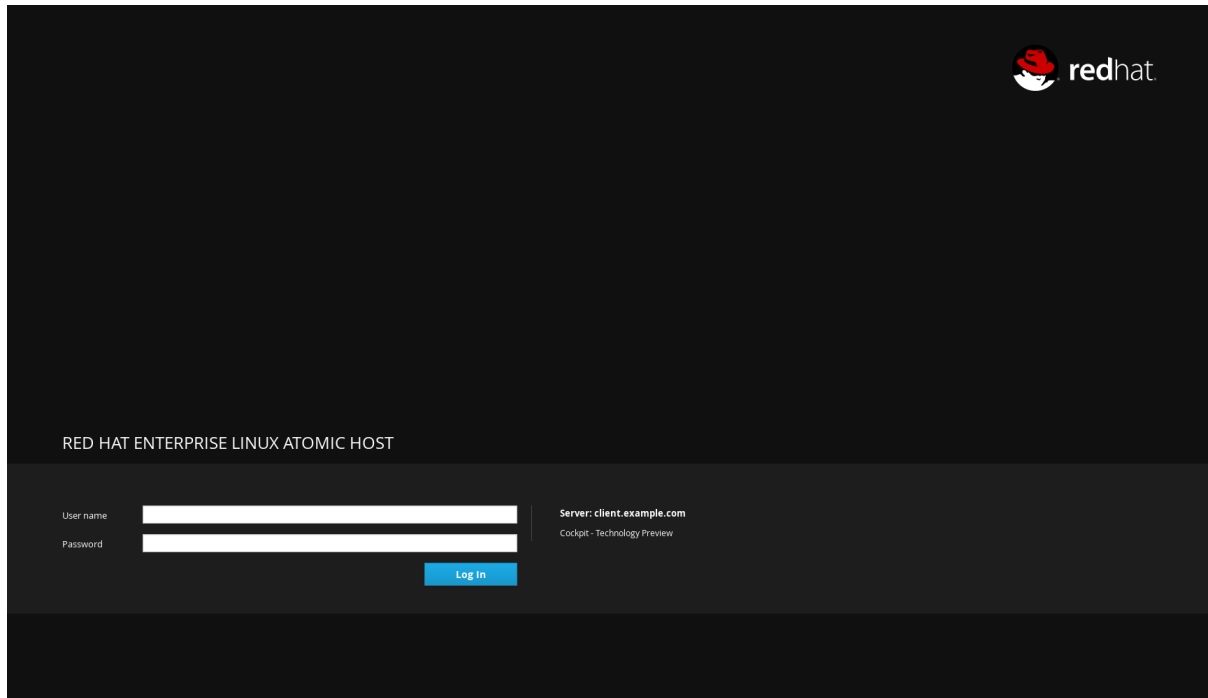 redhat.
RED HAT ENTERPRISE LINUX ATOMIC HOST
User name
Password
Log In
Server: client.example.com
Cockpit - Technology Preview